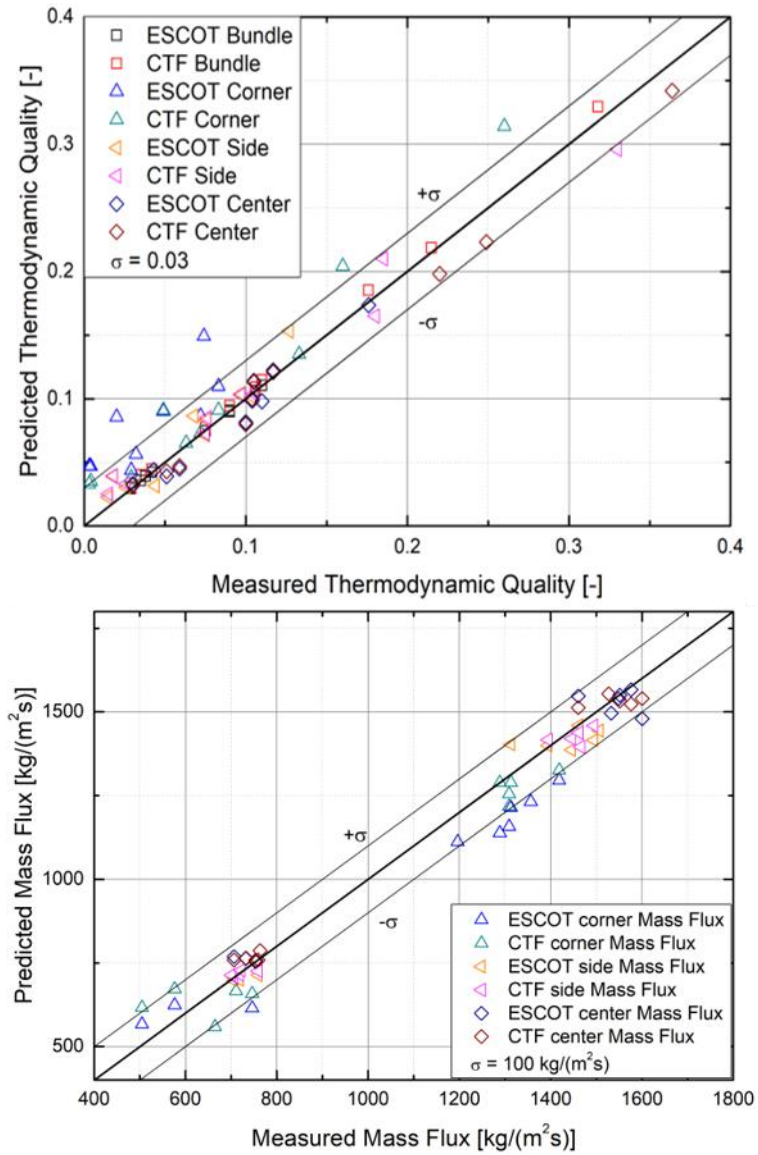 0.4
0.3
0.2
0.1
0.0
Predicted Thermodynamic Quality [-]
ESCOT Bundle
CTF Bundle
ESCOT Corner
CTF Corner
ESCOT Side
CTF Side
ESCOT Center
CTF Center
σ = 0.03
+σ
-σ
0.0 0.1 0.2 0.3 0.4
Measured Thermodynamic Quality [-]
1500
1000
500
Predicted Mass Flux [kg/(m²s)]
+σ
-σ
ESCOT corner Mass Flux
CTF corner Mass Flux
ESCOT side Mass Flux
CTF side Mass Flux
ESCOT center Mass Flux
CTF center Mass Flux
σ = 100 kg/(m²s)
400 600 800 1000 1200 1400 1600 1800
Measured Mass Flux [kg/(m²s)]